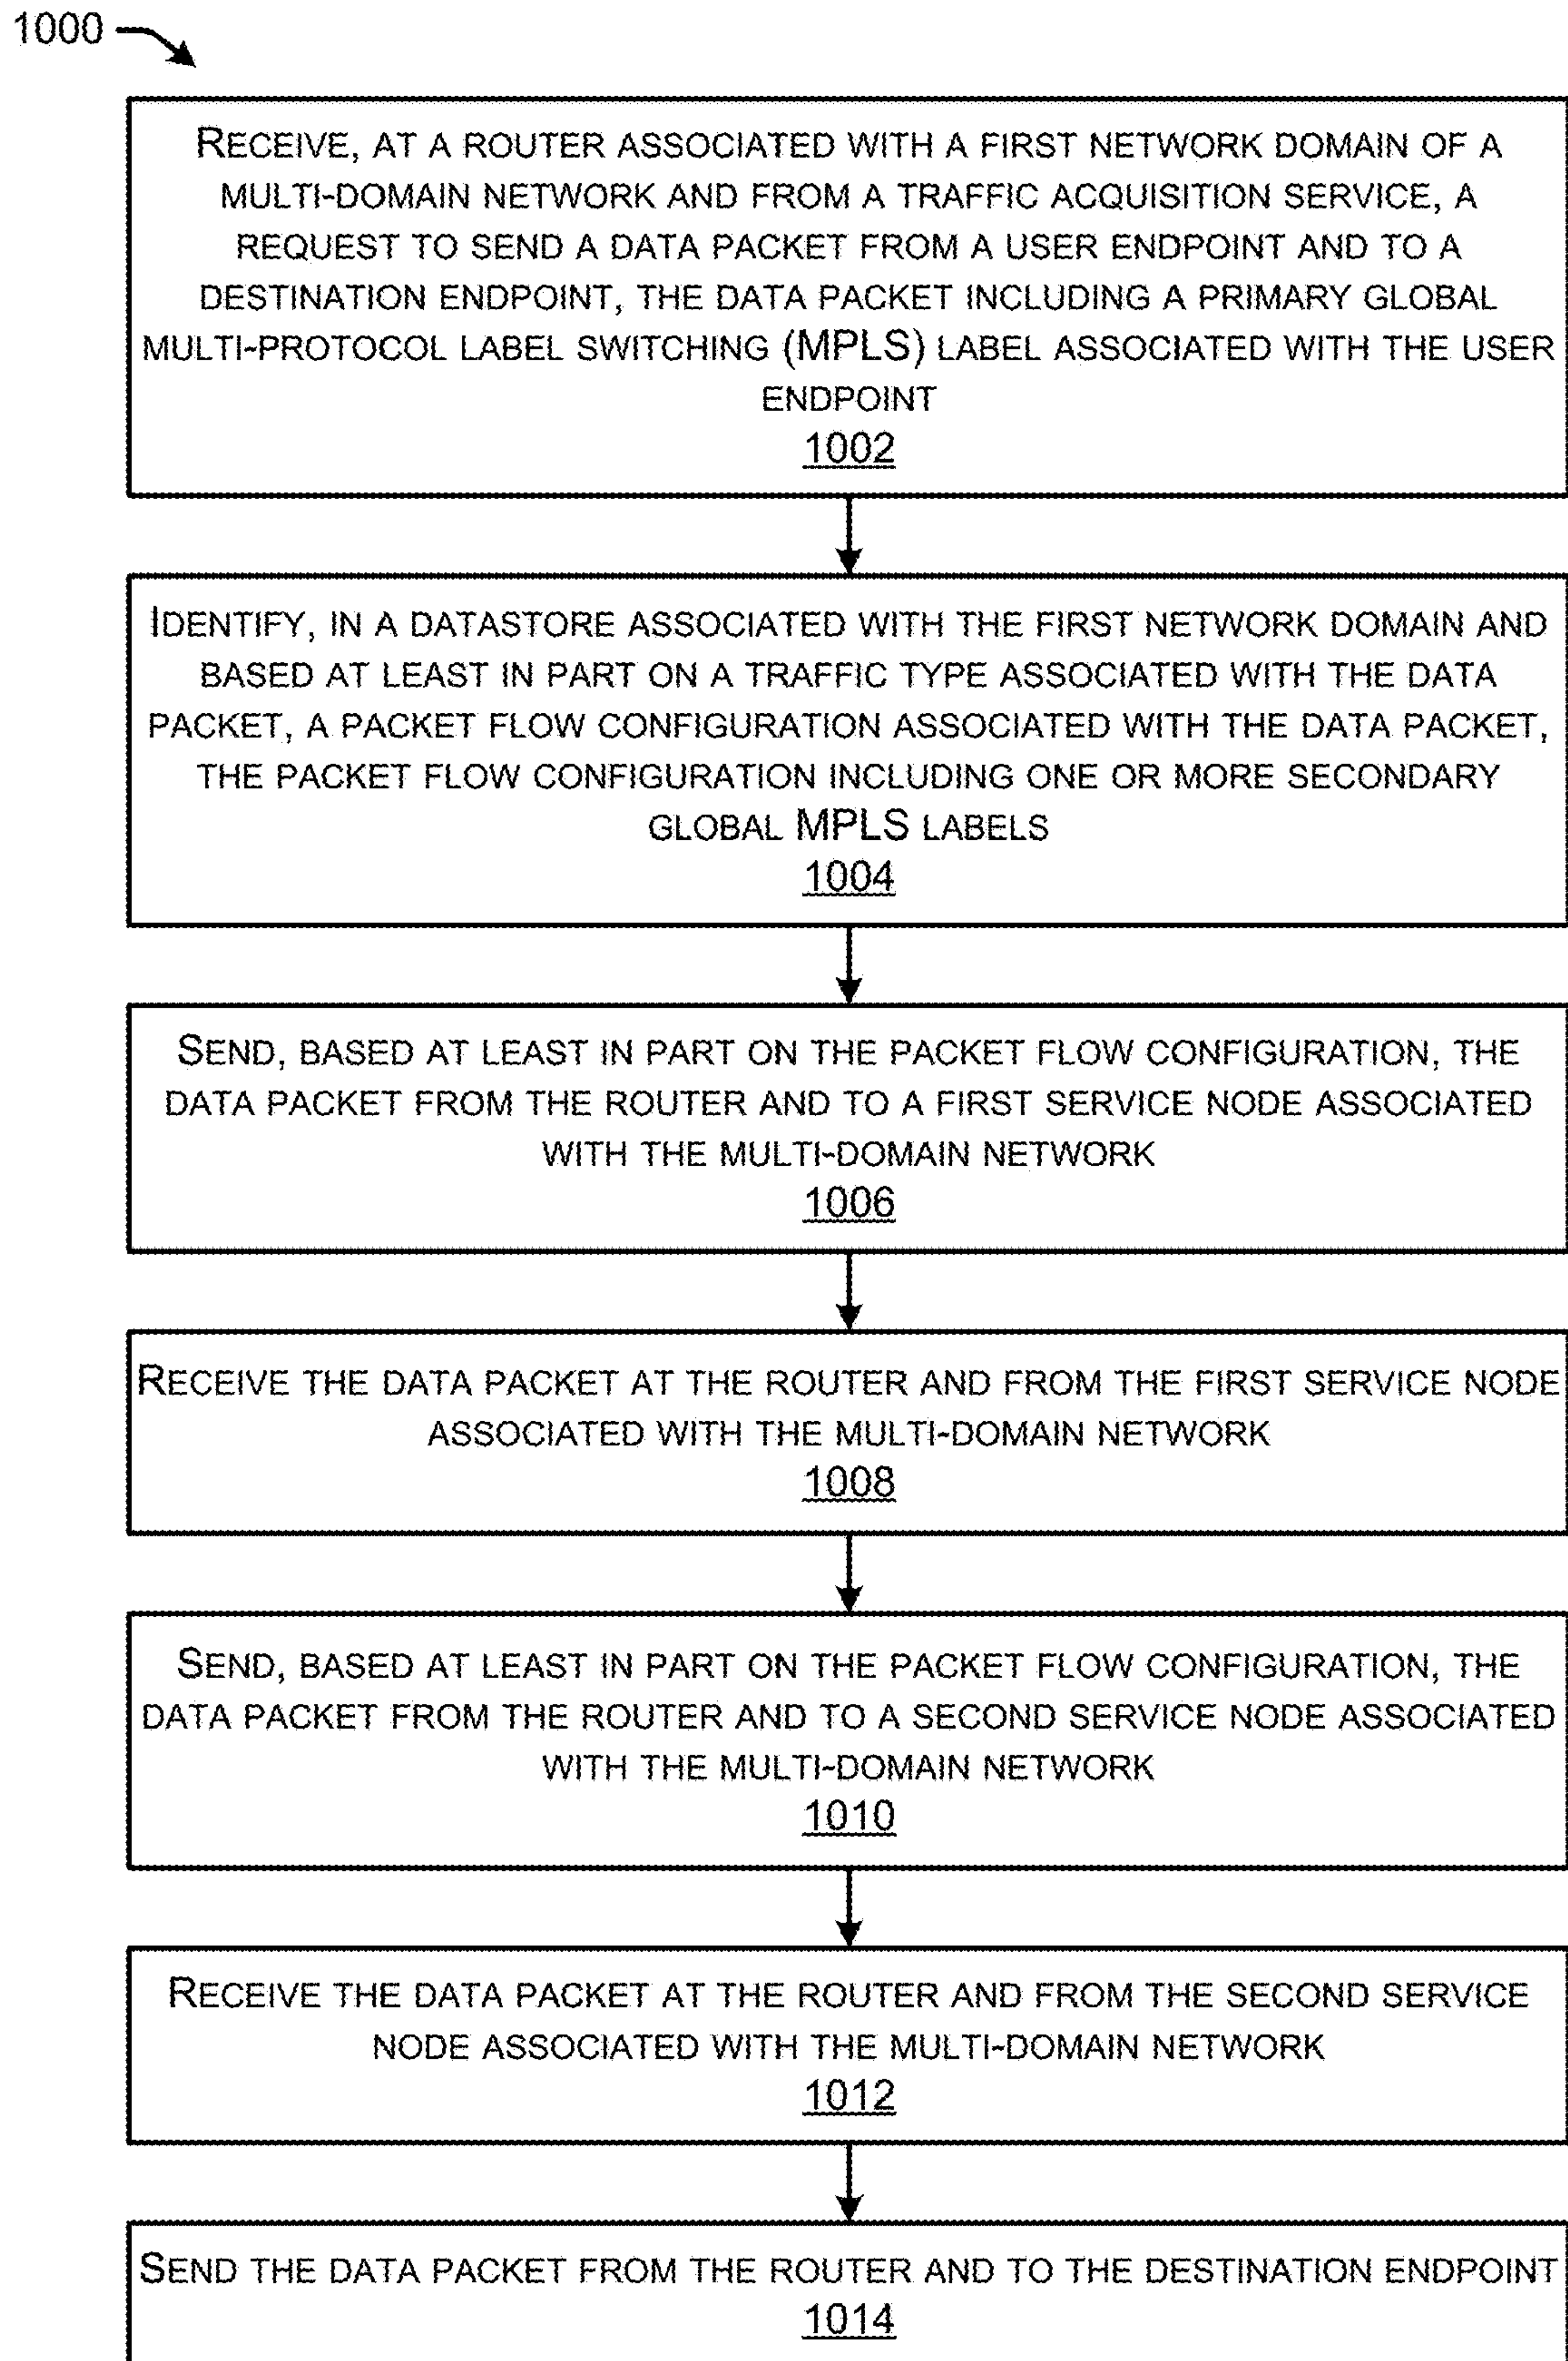 1000
RECEIVE, AT A ROUTER ASSOCIATED WITH A FIRST NETWORK DOMAIN OF A
MULTI-DOMAIN NETWORK AND FROM A TRAFFIC ACQUISITION SERVICE, A
REQUEST TO SEND A DATA PACKET FROM A USER ENDPOINT AND TO A
DESTINATION ENDPOINT, THE DATA PACKET INCLUDING A PRIMARY GLOBAL
MULTI-PROTOCOL LABEL SWITCHING (MPLS) LABEL ASSOCIATED WITH THE USER
ENDPOINT
1002
IDENTIFY, IN A DATASTORE ASSOCIATED WITH THE FIRST NETWORK DOMAIN AND
BASED AT LEAST IN PART ON A TRAFFIC TYPE ASSOCIATED WITH THE DATA
PACKET, A PACKET FLOW CONFIGURATION ASSOCIATED WITH THE DATA PACKET,
THE PACKET FLOW CONFIGURATION INCLUDING ONE OR MORE SECONDARY
GLOBAL MPLS LABELS
1004
SEND, BASED AT LEAST IN PART ON THE PACKET FLOW CONFIGURATION, THE
DATA PACKET FROM THE ROUTER AND TO A FIRST SERVICE NODE ASSOCIATED
WITH THE MULTI-DOMAIN NETWORK
1006
RECEIVE THE DATA PACKET AT THE ROUTER AND FROM THE FIRST SERVICE NODE
ASSOCIATED WITH THE MULTI-DOMAIN NETWORK
1008
SEND, BASED AT LEAST IN PART ON THE PACKET FLOW CONFIGURATION, THE
DATA PACKET FROM THE ROUTER AND TO A SECOND SERVICE NODE ASSOCIATED
WITH THE MULTI-DOMAIN NETWORK
1010
RECEIVE THE DATA PACKET AT THE ROUTER AND FROM THE SECOND SERVICE
NODE ASSOCIATED WITH THE MULTI-DOMAIN NETWORK
1012
SEND THE DATA PACKET FROM THE ROUTER AND TO THE DESTINATION ENDPOINT
1014